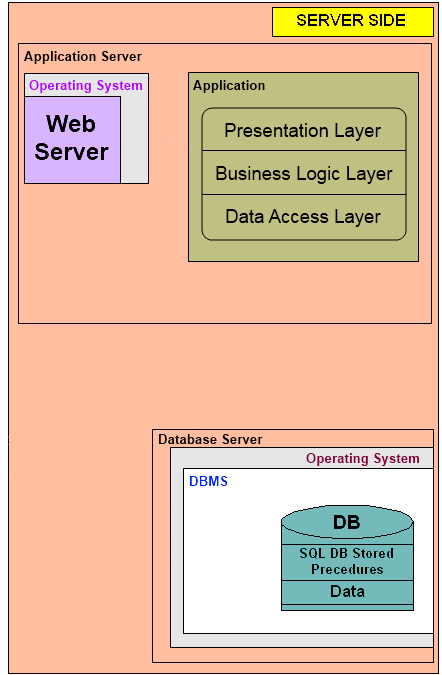 SERVER SIDE
Application Server
Operating System
Web
Server
Application
Presentation Layer
Business Logic Layer
Data Access Layer
Database Server
Operating System
DBMS
DB
SQL DB Stored
Precedures
Data